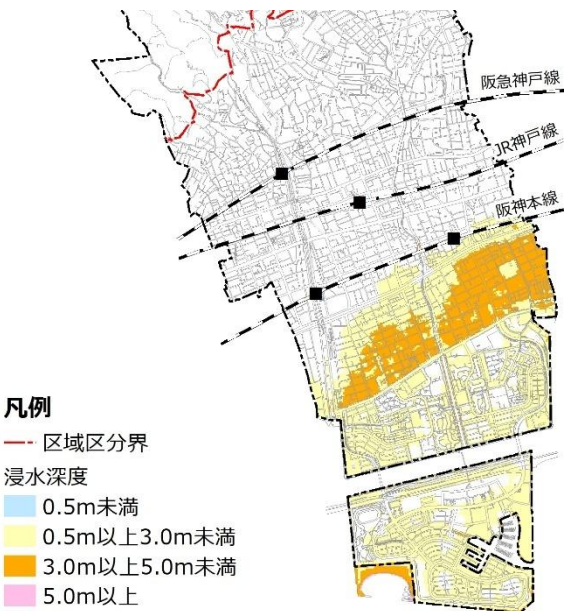 阪急神戸線
JR神戸線
阪神本線
凡例
区域区分界
浸水深度
0.5m未満
0.5m以上3.0m未満
3.0m以上5.0m未満
5.0m以上